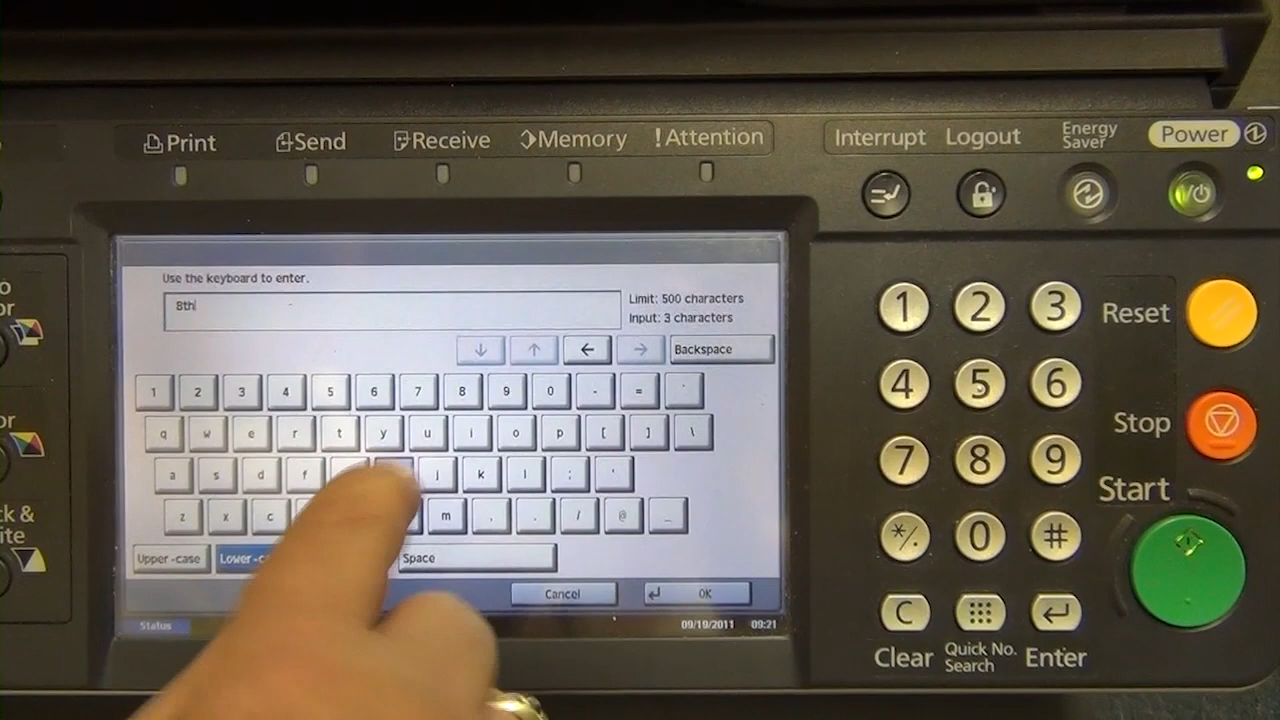 Print Send Receive Memory !Attention
Interrupt Logout Energy Saver Power
Use the keyboard to enter.
8th
Limit: 500 characters
Input: 3 characters
↓ ↑ ← → Backspace
1 2 3 4 5 6 7 8 9 0 - = `
q w e r t y u i o p [ ] \
a s d f j k l ; '
z x c m , . / @ _
Upper-case Space
Cancel OK
Status 09/19/2011 09:21
1 2 3
4 5 6
7 8 9
*/. 0 #
C
Clear Quick No. Search Enter
Reset
Stop
Start